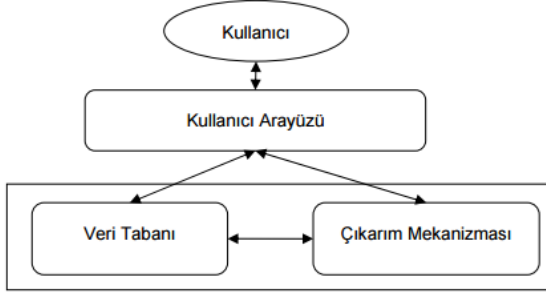 Kullanıcı
Kullanıcı Arayüzü
Veri Tabanı
Çıkarım Mekanizması